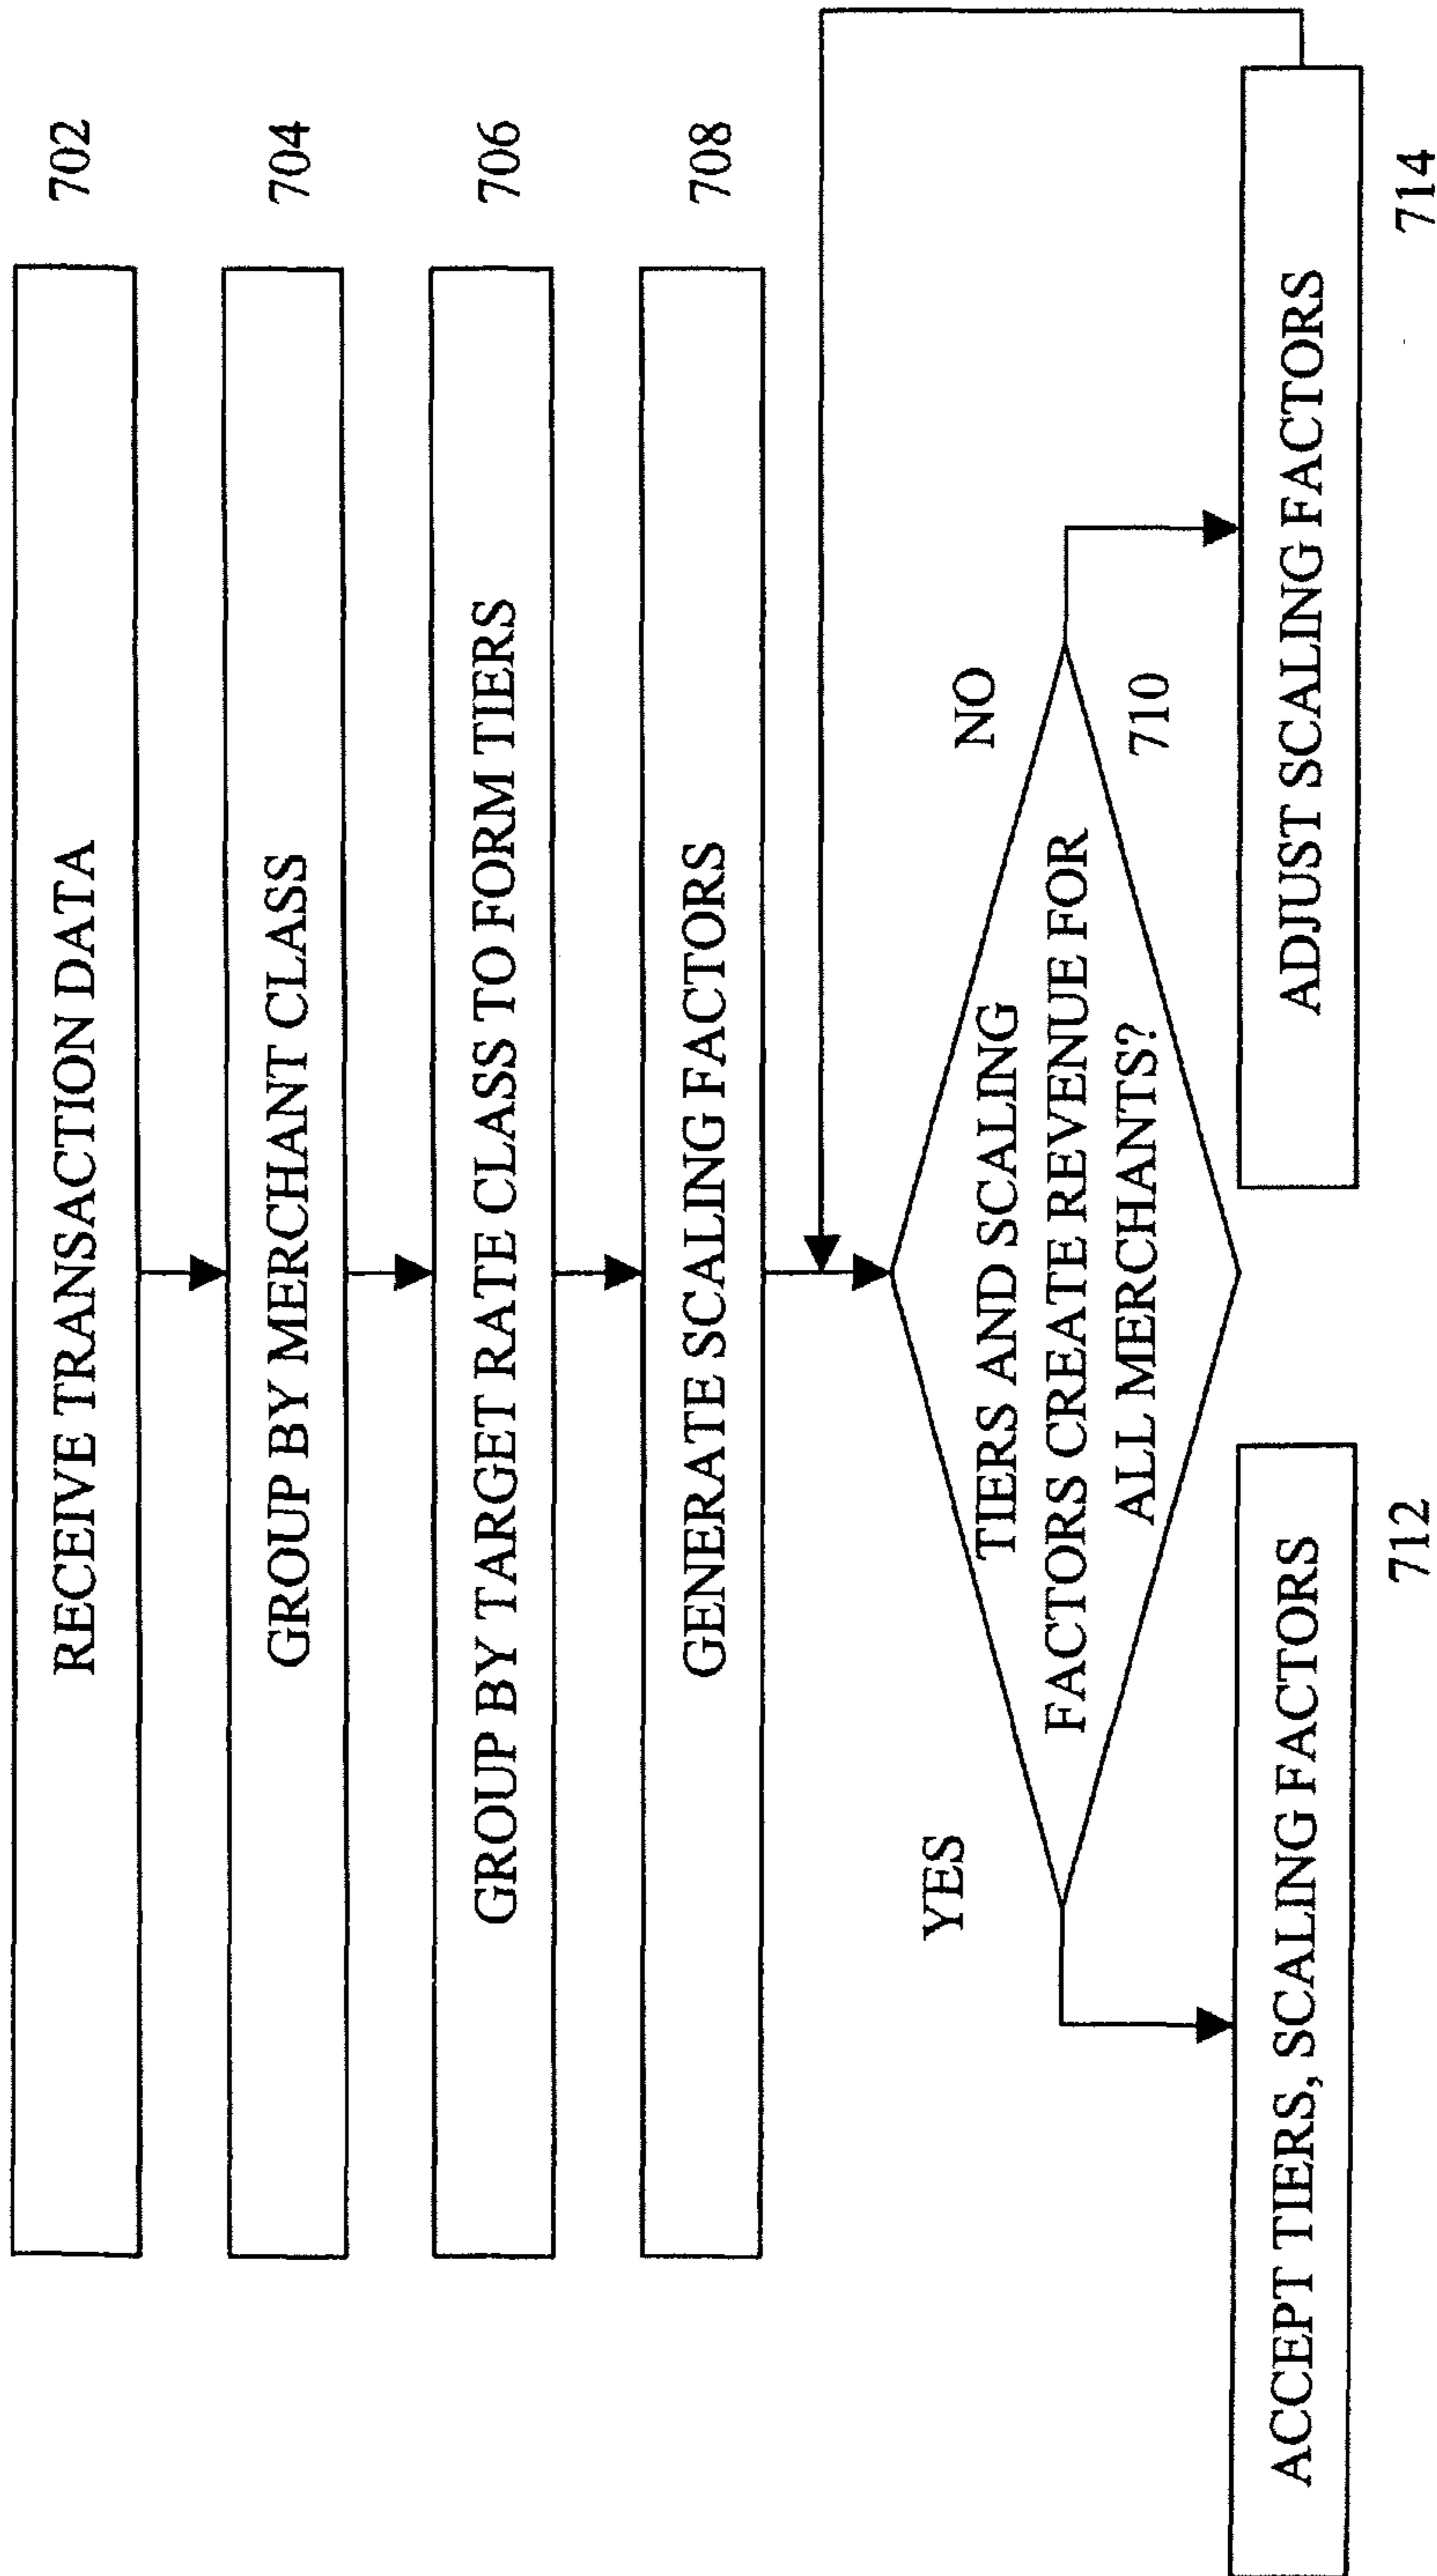 RECEIVE TRANSACTION DATA
702
GROUP BY MERCHANT CLASS
704
GROUP BY TARGET RATE CLASS TO FORM TIERS
706
GENERATE SCALING FACTORS
708
YES
NO
TIERS AND SCALING
FACTORS CREATE REVENUE FOR
ALL MERCHANTS?
710
ACCEPT TIERS, SCALING FACTORS
712
ADJUST SCALING FACTORS
714